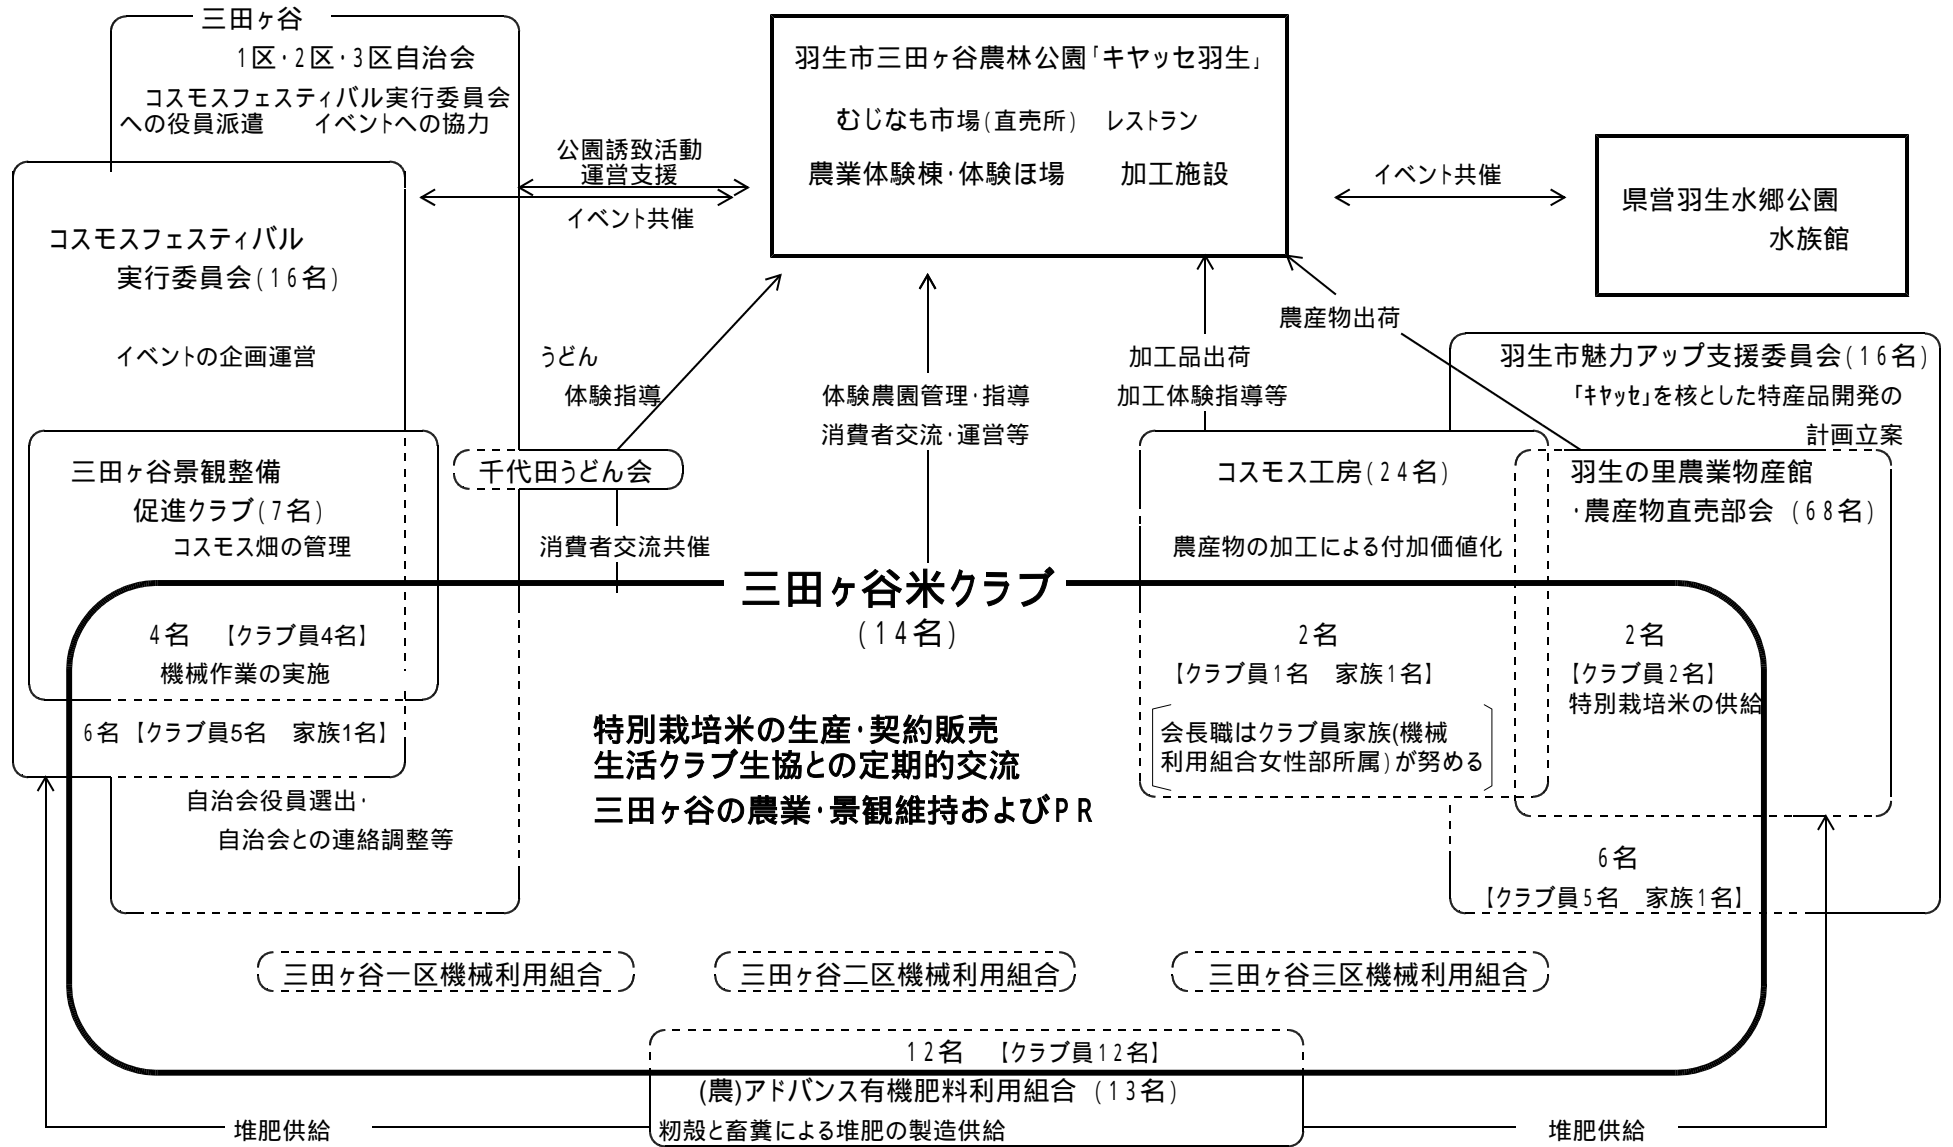 三田ヶ谷
1区･2区･3区自治会
コスモスフェスティバル実行委員会
への役員派遣　イベントへの協力
羽生市三田ヶ谷農林公園｢キヤッセ羽生｣
むじなも市場(直売所)　レストラン
農業体験棟･体験ほ場　加工施設
公園誘致活動
運営支援
イベント共催
イベント共催
県営羽生水郷公園
水族館
コスモスフェスティバル
実行委員会(16名)
イベントの企画運営
うどん
体験指導
体験農園管理･指導
消費者交流･運営等
加工品出荷
加工体験指導等
農産物出荷
羽生市魅力アップ支援委員会(16名)
｢キヤッセ｣を核とした特産品開発の
計画立案
三田ヶ谷景観整備
促進クラブ(7名)
コスモス畑の管理
千代田うどん会
消費者交流共催
コスモス工房(24名)
農産物の加工による付加価値化
羽生の里農業物産館
･農産物直売部会 (68名)
三田ヶ谷米クラブ
(14名)
4名　【クラブ員4名】
機械作業の実施
6名【クラブ員5名　家族1名】
自治会役員選出･
自治会との連絡調整等
特別栽培米の生産･契約販売
生活クラブ生協との定期的交流
三田ヶ谷の農業･景観維持およびPR
2名
【クラブ員1名　家族1名】
会長職はクラブ員家族(機械
利用組合女性部所属)が努める
2名
【クラブ員2名】
特別栽培米の供給
6名
【クラブ員5名　家族1名】
三田ヶ谷一区機械利用組合
三田ヶ谷二区機械利用組合
三田ヶ谷三区機械利用組合
12名　【クラブ員12名】
(農)アドバンス有機肥料利用組合 (13名)
籾殻と畜糞による堆肥の製造供給
堆肥供給
堆肥供給